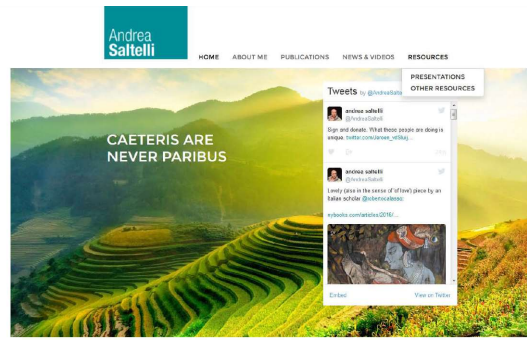 Andrea
Saltelli
HOME ABOUT ME PUBLICATIONS NEWS & VIDEOS RESOURCES
PRESENTATIONS
OTHER RESOURCES
CAETERIS ARE
NEVER PARIBUS
Tweets by @AndreaSaltelli
andrea saltelli
@AndreaSaltelli
Sign and donate. What these people are doing is
unique.
andrea saltelli
@AndreaSaltelli
Lovely (also in the sense of 'of love') piece by an
Italian scholar
nybooks.com/articles/2016/...
Embed View on Twitter